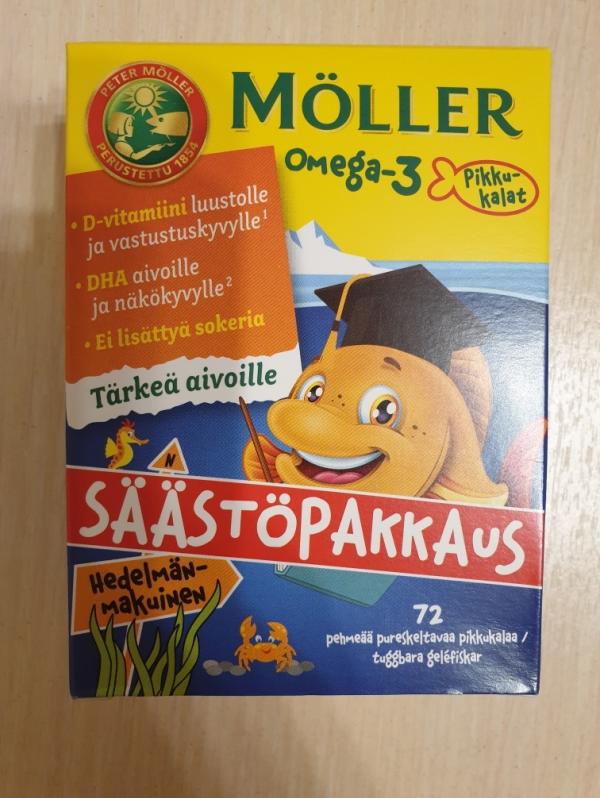 PETER MÖLLER
PERUSTETTU 1854
MÖLLER
Omega-3
Pikku-
kalat
• D-vitamiini luustolle
ja vastustuskyvylle¹
• DHA aivoille
ja näkökyvylle²
• Ei lisättyä sokeria
Tärkeä aivoille
N
SÄÄSTÖPAKKAUS
Hedelmän-
makuinen
72
pehmeää pureskeltavaa pikkukalaa /
tuggbara geléfiskar